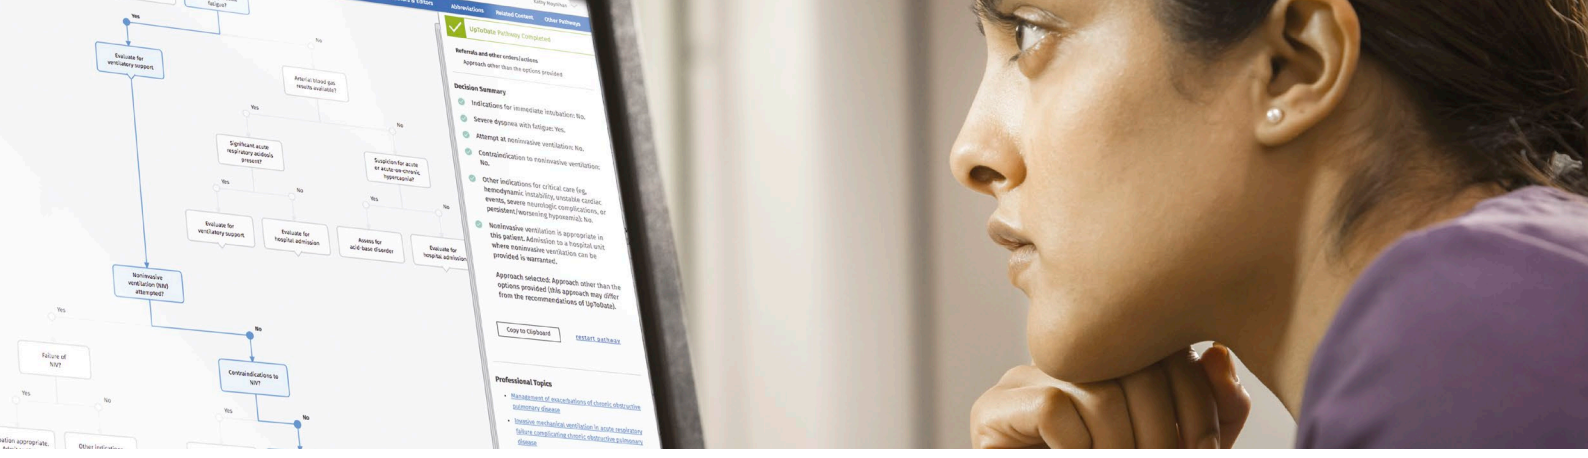 fatigue?
Yes
No
Evaluate for
ventilatory support
Arterial blood gas
results available?
Yes
No
Significant acute
respiratory acidosis
present?
Suspicion for acute
or acute-on-chronic
hypercapnia?
Yes
No
Yes
No
Evaluate for
ventilatory support
Evaluate for
hospital admission
Assess for
acid-base disorder
Evaluate for
hospital admission
Noninvasive
ventilation (NIV)
attempted?
Yes
No
Failure of
NIV?
Contraindications to
NIV?
Yes
No
Yes
No
appropriate.
Other
& Editors
Abbreviations
Related Content
Other Pathways
UpToDate Pathway Completed
Referrals and other orders/actions
Approach other than the options provided
Decision Summary
Indications for immediate intubation: No.
Severe dyspnea with fatigue: Yes.
Attempt at noninvasive ventilation: No.
Contraindication to noninvasive ventilation:
No.
Other indications for critical care (eg,
hemodynamic instability, unstable cardiac
events, severe neurologic complications, or
persistent/worsening hypoxemia): No.
Noninvasive ventilation is appropriate in
this patient. Admission to a hospital unit
where noninvasive ventilation can be
provided is warranted.
Approach selected: Approach other than the
options provided (this approach may differ
from the recommendations of UpToDate).
Copy to Clipboard
restart pathway
Professional Topics
Management of exacerbations of chronic obstructive
pulmonary disease
Invasive mechanical ventilation in acute respiratory
failure complicating chronic obstructive pulmonary
disease